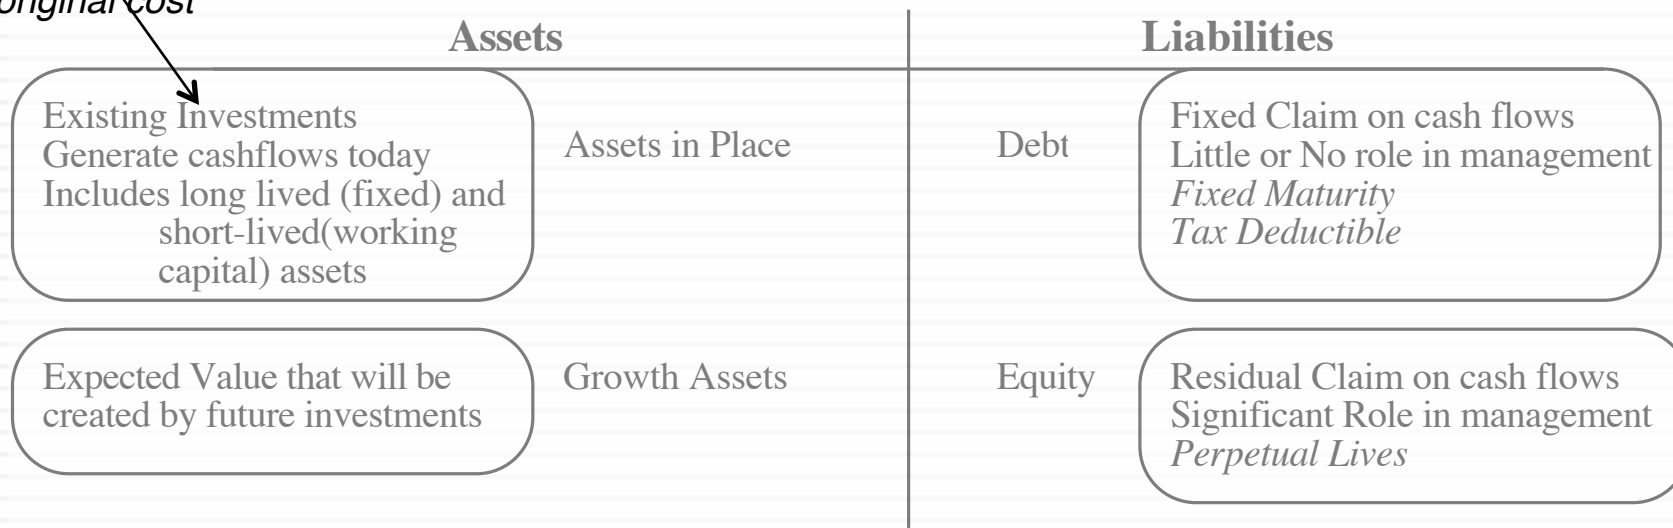 original cost
Assets
Liabilities
Existing Investments
Generate cashflows today
Includes long lived (fixed) and
short-lived(working
capital) assets
Assets in Place
Debt
Fixed Claim on cash flows
Little or No role in management
Fixed Maturity
Tax Deductible
Expected Value that will be
created by future investments
Growth Assets
Equity
Residual Claim on cash flows
Significant Role in management
Perpetual Lives